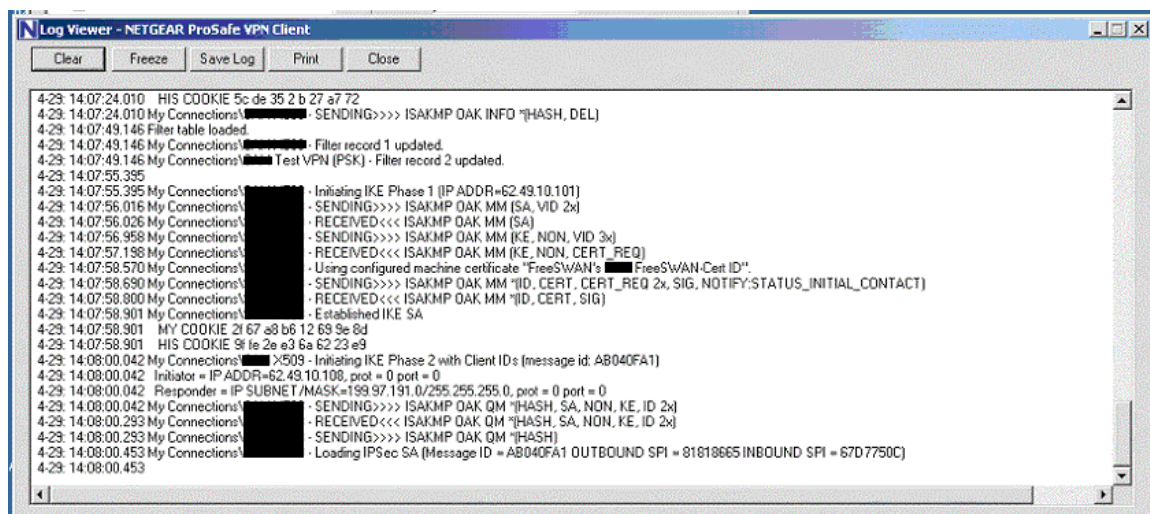 Log Viewer - NETGEAR ProSafe VPN Client
Clear Freeze Save Log Print Close
4-29: 14:07:24.010 HIS COOKIE 5c de 35 2 b 27 a7 72
4-29: 14:07:24.010 My Connections\ - SENDING>>>> ISAKMP OAK INFO *(HASH, DEL)
4-29: 14:07:49.146 Filter table loaded.
4-29: 14:07:49.146 My Connections\ - Filter record 1 updated.
4-29: 14:07:49.146 My Connections\ Test VPN (PSK) - Filter record 2 updated.
4-29: 14:07:55.395
4-29: 14:07:55.395 My Connections\ - Initiating IKE Phase 1 (IP ADDR=62.49.10.101)
4-29: 14:07:56.016 My Connections\ - SENDING>>>> ISAKMP OAK MM (SA, VID 2x)
4-29: 14:07:56.026 My Connections\ - RECEIVED<<< ISAKMP OAK MM (SA)
4-29: 14:07:56.958 My Connections\ - SENDING>>>> ISAKMP OAK MM (KE, NON, VID 3x)
4-29: 14:07:57.198 My Connections\ - RECEIVED<<< ISAKMP OAK MM (KE, NON, CERT_REQ)
4-29: 14:07:58.570 My Connections\ - Using configured machine certificate "FreeSWAN's FreeSWAN-Cert ID".
4-29: 14:07:58.690 My Connections\ - SENDING>>>> ISAKMP OAK MM *(ID, CERT, CERT_REQ 2x, SIG, NOTIFY:STATUS_INITIAL_CONTACT)
4-29: 14:07:58.800 My Connections\ - RECEIVED<<< ISAKMP OAK MM *(ID, CERT, SIG)
4-29: 14:07:58.901 My Connections\ - Established IKE SA
4-29: 14:07:58.901 MY COOKIE 2f 67 a8 b6 12 69 9e 8d
4-29: 14:07:58.901 HIS COOKIE 9f fe 2e e3 6a 62 23 e9
4-29: 14:08:00.042 My Connections\ X509 - Initiating IKE Phase 2 with Client IDs (message id: AB040FA1)
4-29: 14:08:00.042 Initiator = IP ADDR=62.49.10.108, prot = 0 port = 0
4-29: 14:08:00.042 Responder = IP SUBNET/MASK=199.97.191.0/255.255.255.0, prot = 0 port = 0
4-29: 14:08:00.042 My Connections\ - SENDING>>>> ISAKMP OAK QM *(HASH, SA, NON, KE, ID 2x)
4-29: 14:08:00.293 My Connections\ - RECEIVED<<< ISAKMP OAK QM *(HASH, SA, NON, KE, ID 2x)
4-29: 14:08:00.293 My Connections\ - SENDING>>>> ISAKMP OAK QM *(HASH)
4-29: 14:08:00.453 My Connections\ - Loading IPSec SA (Message ID = AB040FA1 OUTBOUND SPI = 81818665 INBOUND SPI = 67D7750C)
4-29: 14:08:00.453